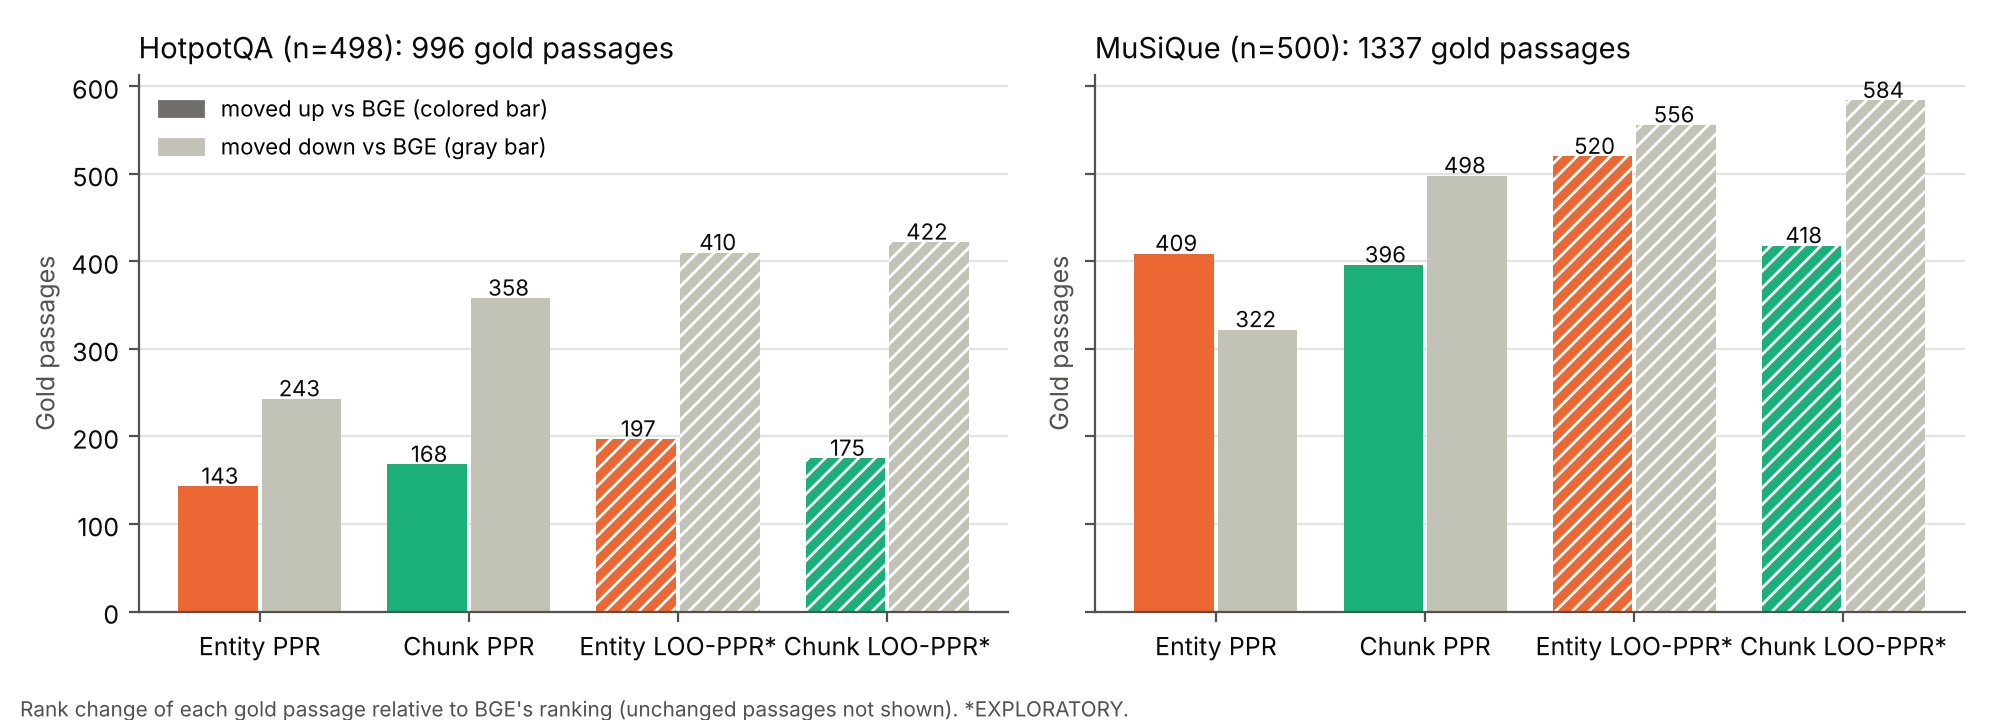 HotpotQA (n=498): 996 gold passages
moved up vs BGE (colored bar)
moved down vs BGE (gray bar)
Gold passages
600
500
400
300
200
100
0
143
243
168
358
197
410
175
422
Entity PPR
Chunk PPR
Entity LOO-PPR*
Chunk LOO-PPR*
MuSiQue (n=500): 1337 gold passages
Gold passages
409
322
396
498
520
556
418
584
Entity PPR
Chunk PPR
Entity LOO-PPR*
Chunk LOO-PPR*
Rank change of each gold passage relative to BGE's ranking (unchanged passages not shown). *EXPLORATORY.